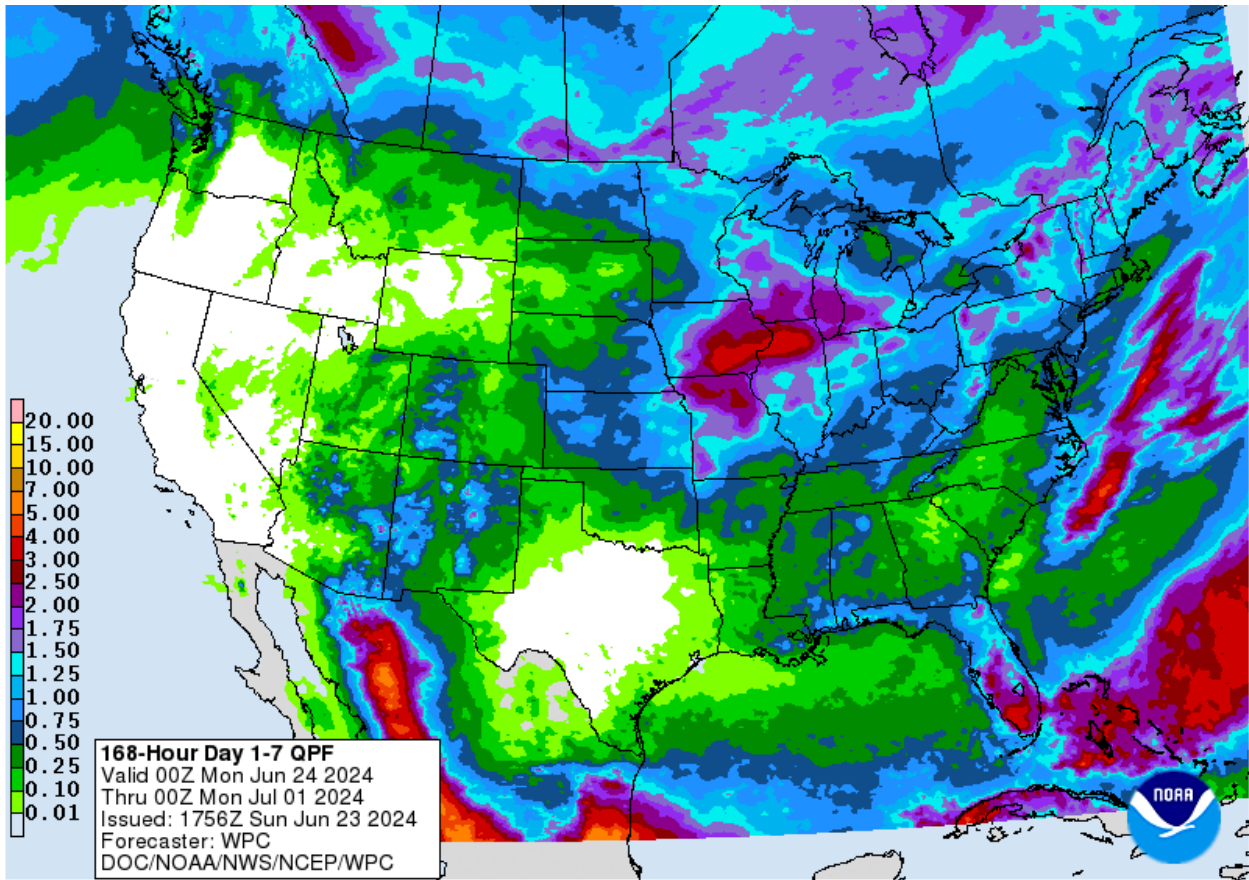 20.00
15.00
10.00
7.00
5.00
4.00
3.00
2.50
2.00
1.75
1.50
1.25
1.00
0.75
0.50
0.25
0.10
0.01
168-Hour Day 1-7 QPF
Valid 00Z Mon Jun 24 2024
Thru 00Z Mon Jul 01 2024
Issued: 1756Z Sun Jun 23 2024
Forecaster: WPC
DOC/NOAA/NWS/NCEP/WPC
NOAA